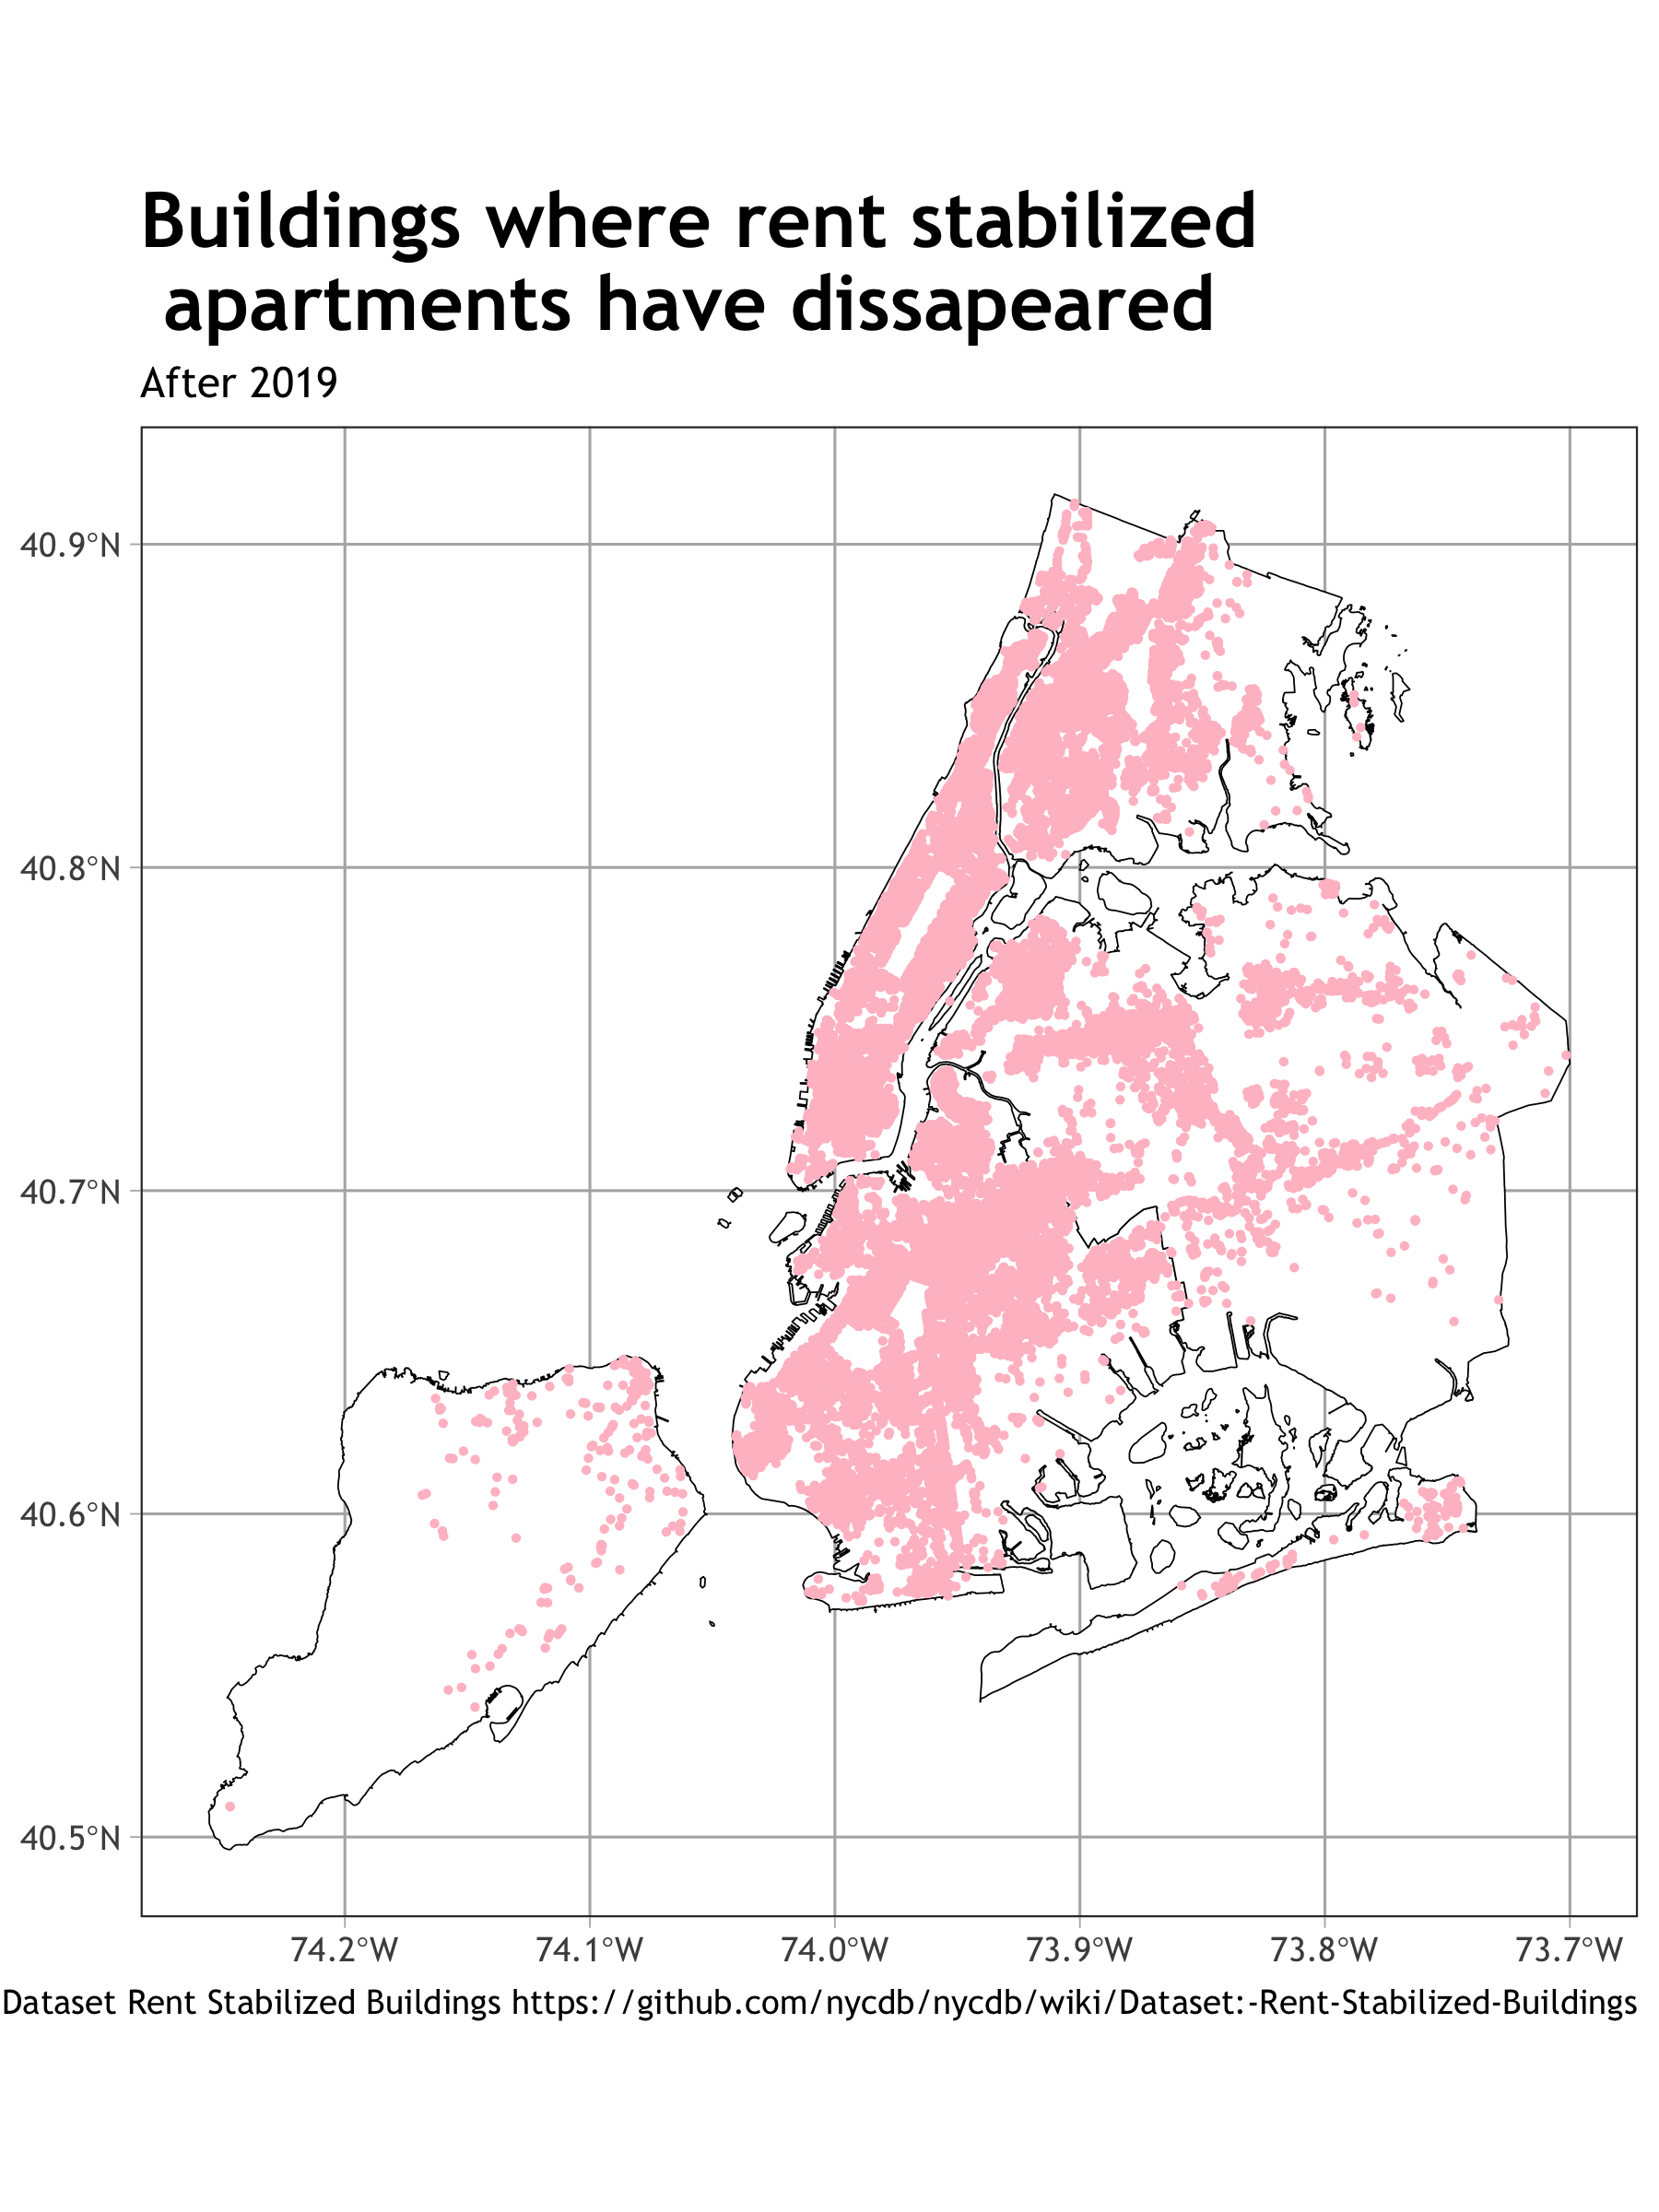 Buildings where rent stabilized
apartments have dissapeared
After 2019
40.9°N
40.8°N
40.7°N
40.6°N
40.5°N
74.2°W 74.1°W 74.0°W 73.9°W 73.8°W 73.7°W
Dataset Rent Stabilized Buildings https://github.com/nycdb/nycdb/wiki/Dataset:-Rent-Stabilized-Buildings